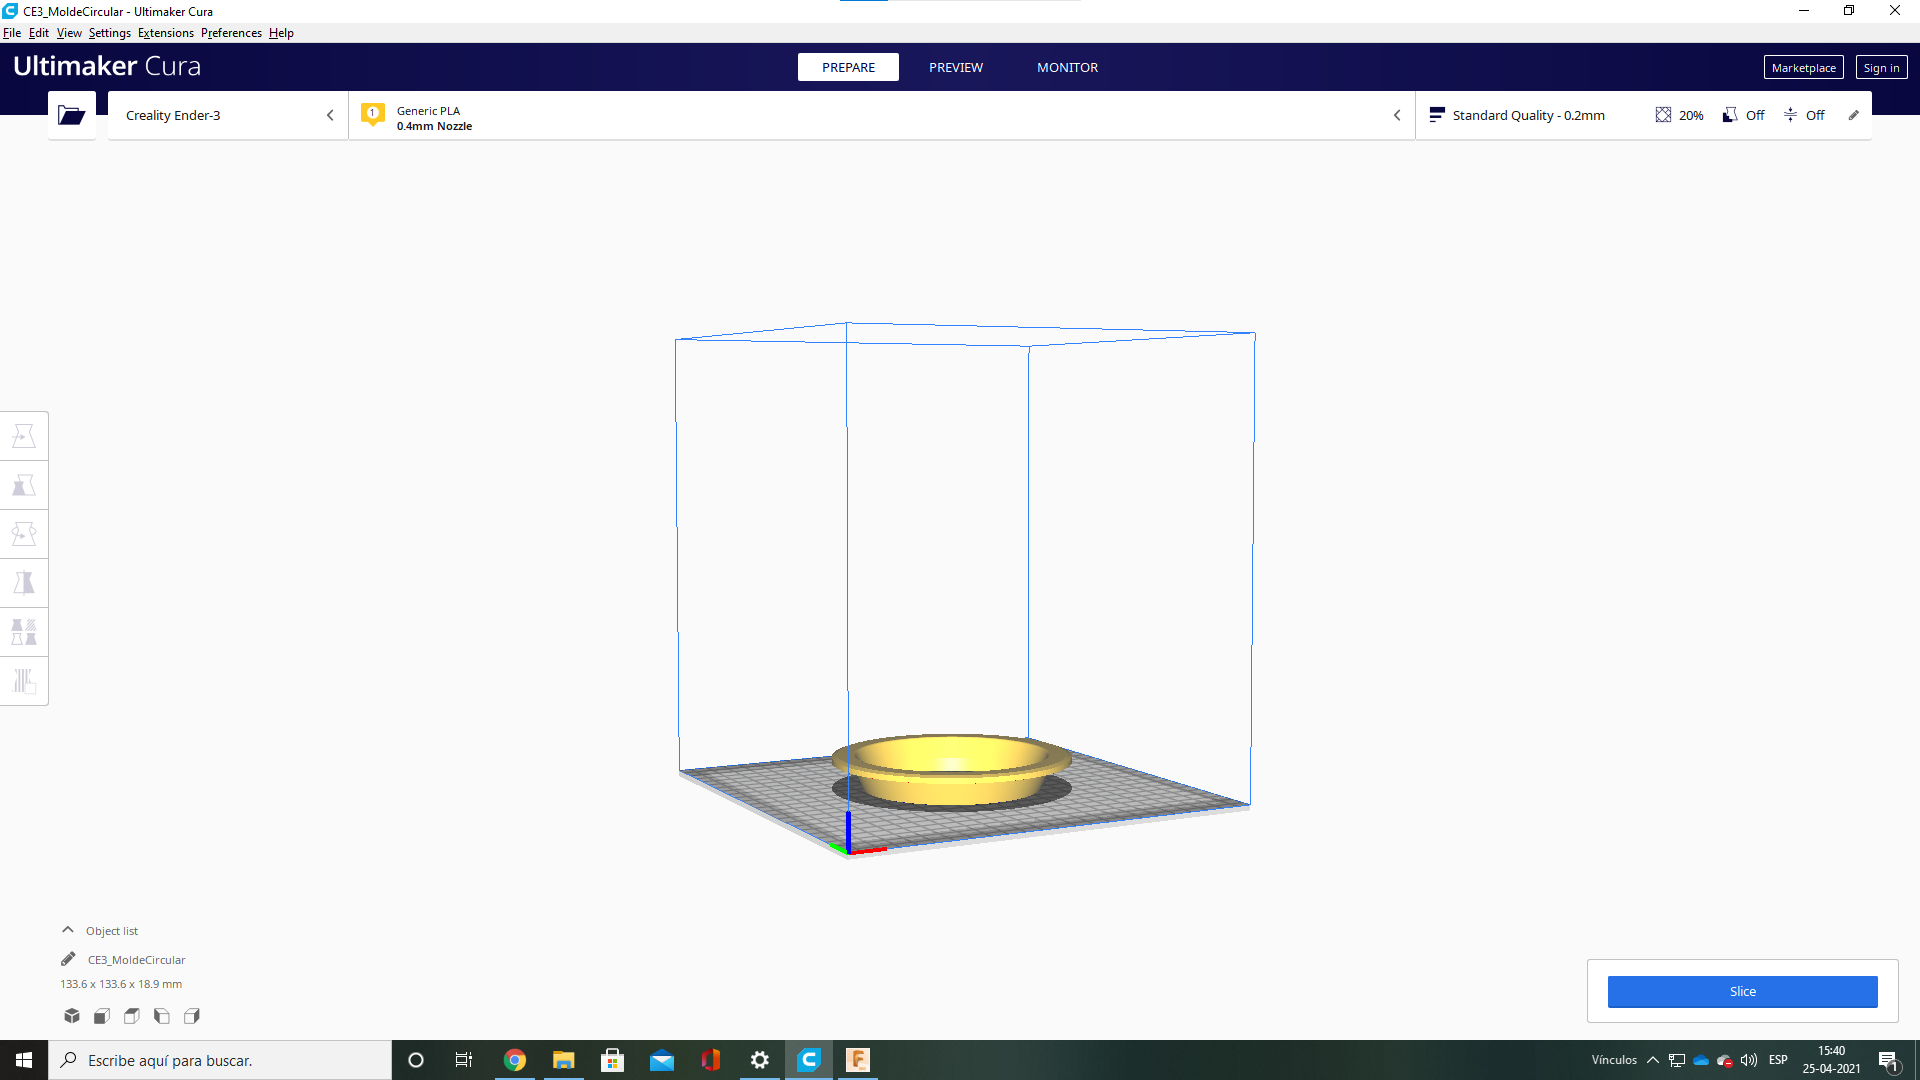 CE3_MoldeCircular - Ultimaker Cura
File Edit View Settings Extensions Preferences Help
Ultimaker Cura
PREPARE PREVIEW MONITOR
Marketplace Sign in
Creality Ender-3
1
Generic PLA
0.4mm Nozzle
Standard Quality - 0.2mm 20% Off Off
Object list
CE3_MoldeCircular
133.6 x 133.6 x 18.9 mm
Slice
Escribe aquí para buscar.
Vínculos
ESP
15:40
25-04-2021
1